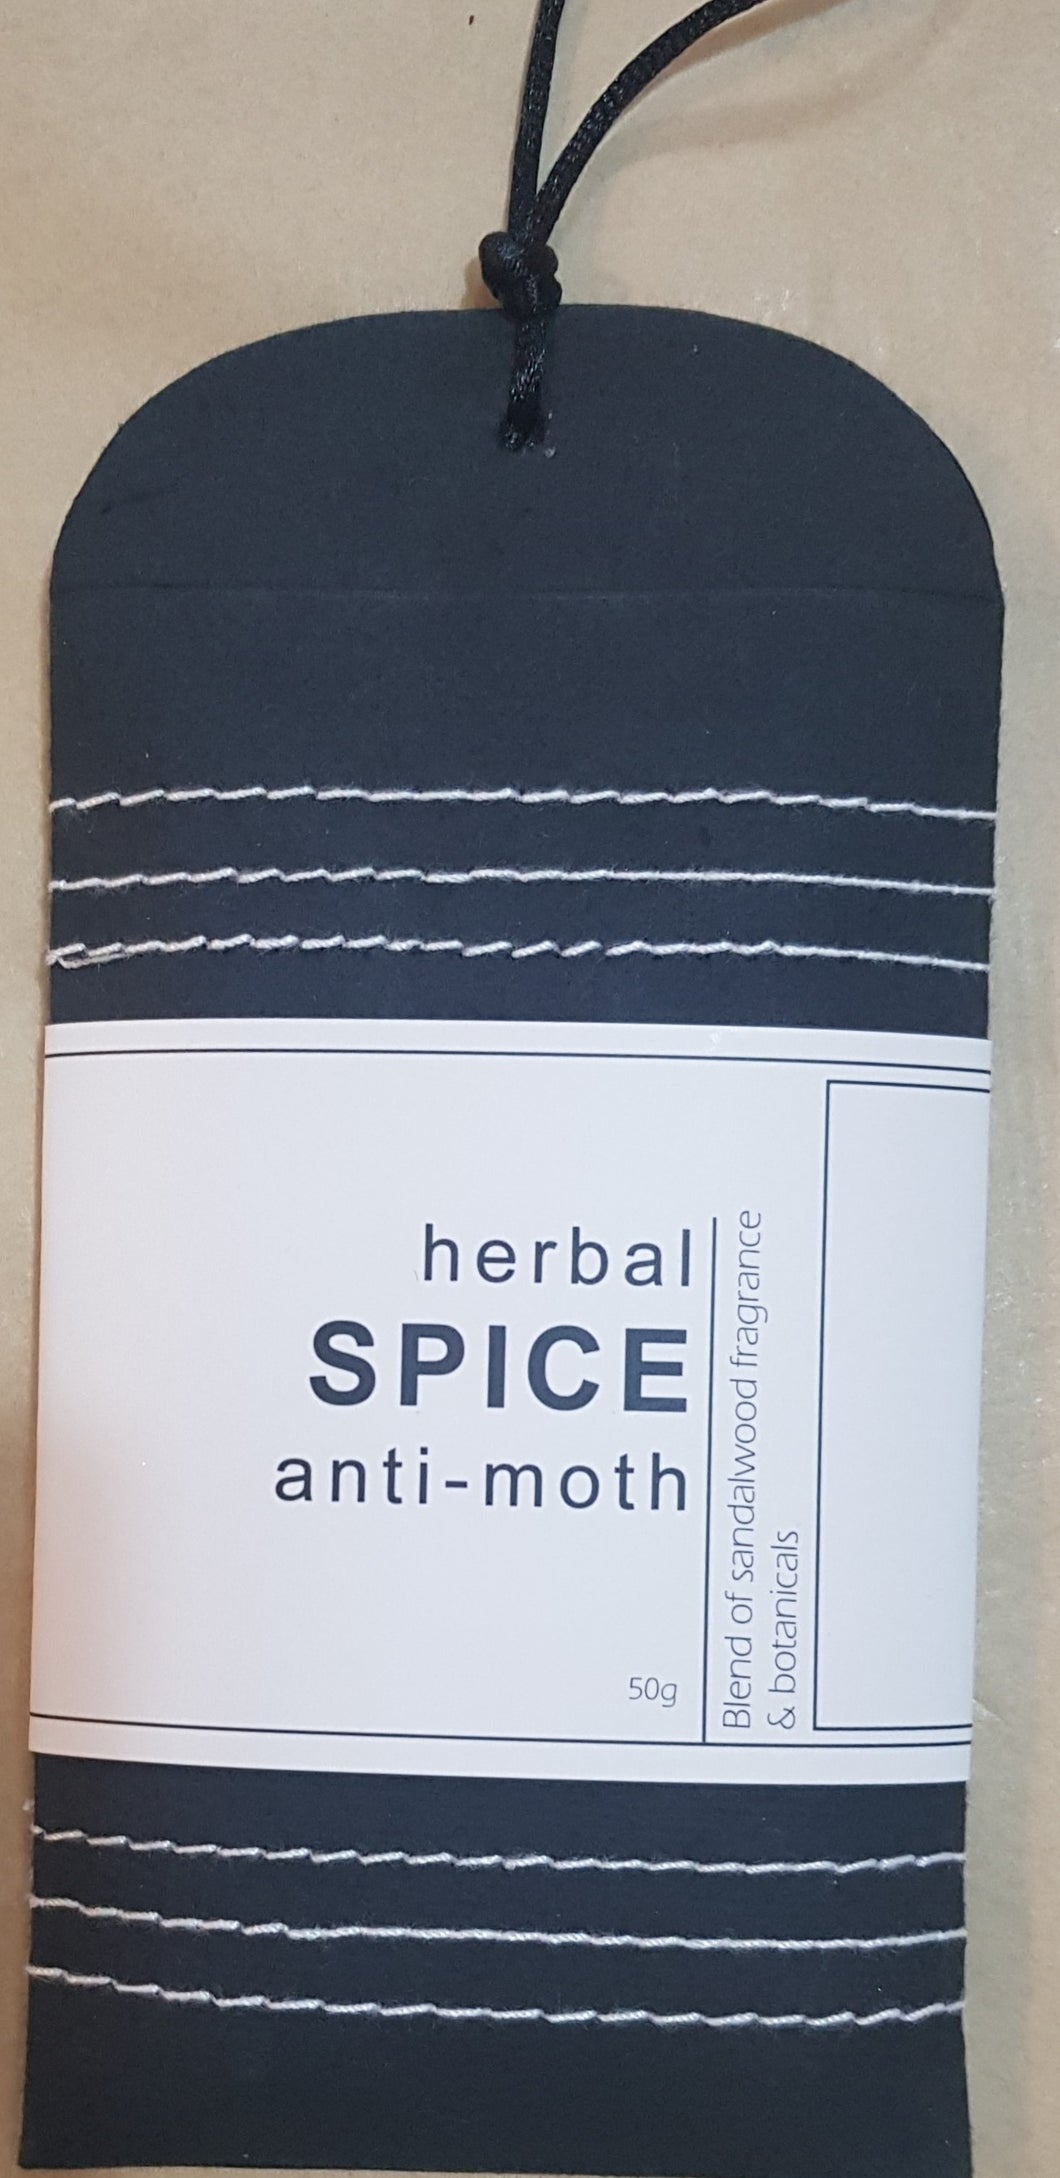 herbal
SPICE
anti-moth
50g
Blend of sandalwood fragrance
& botanicals